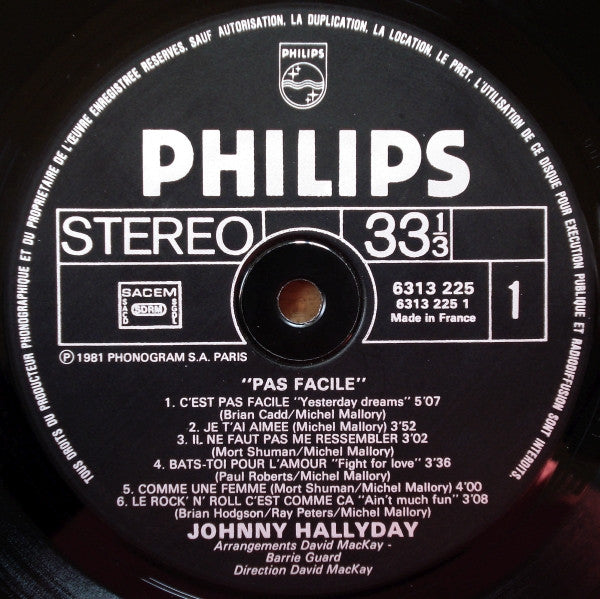 TOUS DROITS DU PRODUCTEUR PHONOGRAPHIQUE ET DU PROPRIETAIRE DE L'ŒUVRE ENREGISTREE RESERVES. SAUF AUTORISATION, LA DUPLICATION, LA LOCATION, LE PRET, L'UTILISATION DE CE DISQUE POUR EXECUTION PUBLIQUE ET RADIODIFFUSION SONT INTERDITS.
PHILIPS
PHILIPS
STEREO 33 1/3
SACEM
SACD SDRM SGDL
6313 225
6313 225 1
Made in France
1
℗ 1981 PHONOGRAM S.A. PARIS
"PAS FACILE"
1. C'EST PAS FACILE "Yesterday dreams" 5'07
(Brian Cadd/Michel Mallory)
2. JE T'AI AIMEE (Michel Mallory) 3'52
3. IL NE FAUT PAS ME RESSEMBLER 3'02
(Mort Shuman/Michel Mallory)
4. BATS-TOI POUR L'AMOUR "Fight for love" 3'36
(Paul Roberts/Michel Mallory)
5. COMME UNE FEMME (Mort Shuman/Michel Mallory) 4'00
6. LE ROCK' N' ROLL C'EST COMME CA "Ain't much fun" 3'08
(Brian Hodgson/Ray Peters/Michel Mallory)
JOHNNY HALLYDAY
Arrangements David MacKay -
Barrie Guard
Direction David MacKay